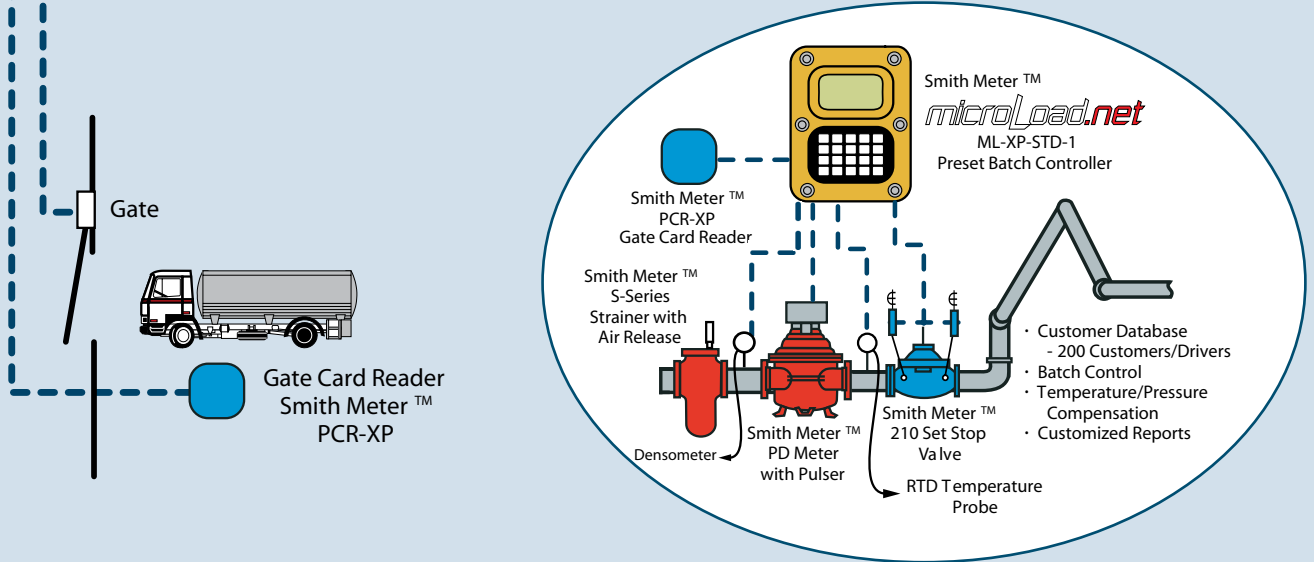 Gate
Gate Card Reader
Smith Meter ™
PCR-XP
Smith Meter ™
microLoad.net
ML-XP-STD-1
Preset Batch Controller
Smith Meter ™
PCR-XP
Gate Card Reader
Smith Meter ™
S-Series
Strainer with
Air Release
Densometer
Smith Meter ™
PD Meter
with Pulser
Smith Meter ™
210 Set Stop
Valve
RTD Temperature
Probe
· Customer Database
- 200 Customers/Drivers
· Batch Control
· Temperature/Pressure
Compensation
· Customized Reports